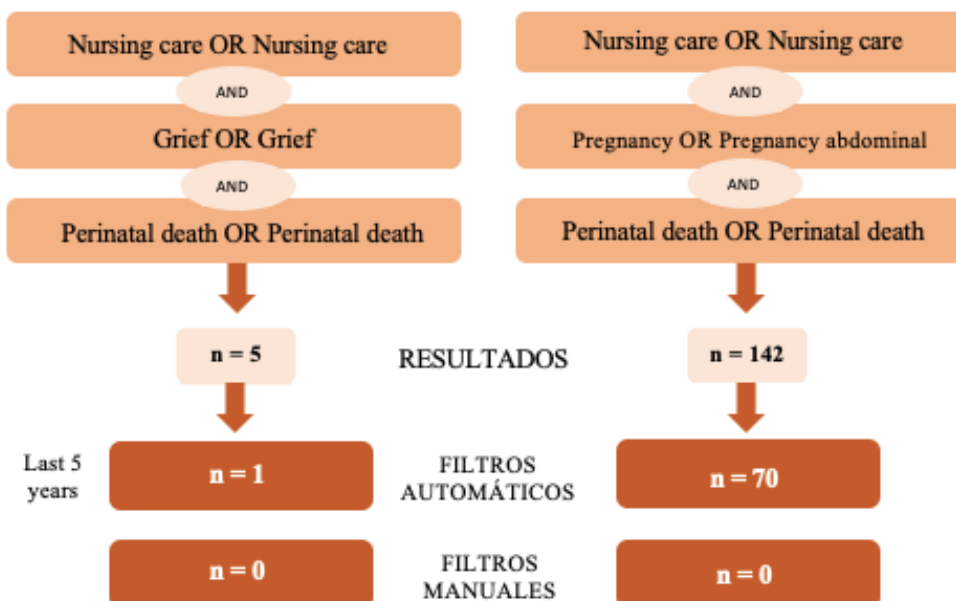 Nursing care OR Nursing care
AND
Grief OR Grief
AND
Perinatal death OR Perinatal death
Nursing care OR Nursing care
AND
Pregnancy OR Pregnancy abdominal
AND
Perinatal death OR Perinatal death
n = 5
RESULTADOS
n = 142
Last 5
years
n = 1
FILTROS
AUTOMÁTICOS
n = 70
n = 0
FILTROS
MANUALES
n = 0